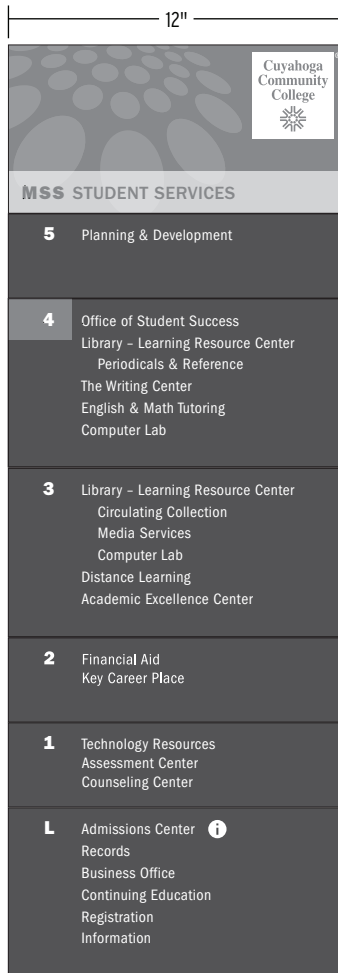 12"
Cuyahoga
Community
College
MSS STUDENT SERVICES
5 Planning & Development
4 Office of Student Success
Library – Learning Resource Center
Periodicals & Reference
The Writing Center
English & Math Tutoring
Computer Lab
3 Library – Learning Resource Center
Circulating Collection
Media Services
Computer Lab
Distance Learning
Academic Excellence Center
2 Financial Aid
Key Career Place
1 Technology Resources
Assessment Center
Counseling Center
L Admissions Center i
Records
Business Office
Continuing Education
Registration
Information